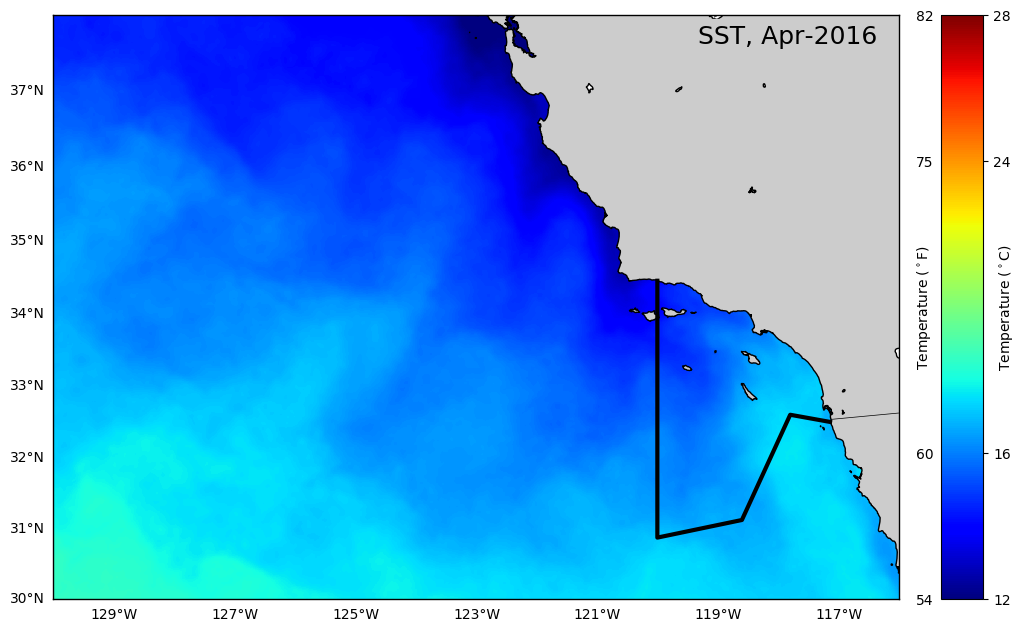 SST, Apr-2016
37°N
36°N
35°N
34°N
33°N
32°N
31°N
30°N
129°W
127°W
125°W
123°W
121°W
119°W
117°W
82
75
60
54
Temperature (°F)
28
24
16
12
Temperature (°C)